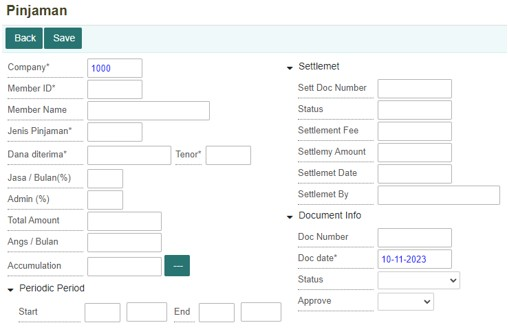 Pinjaman
Back Save
Company* 1000
Member ID*
Member Name
Jenis Pinjaman*
Dana diterima* Tenor*
Jasa / Bulan(%)
Admin (%)
Total Amount
Angs / Bulan
Accumulation ---
Periodic Period
Start End
Settlemet
Sett Doc Number
Status
Settlement Fee
Settlemy Amount
Settlemet Date
Settlemet By
Document Info
Doc Number
Doc date* 10-11-2023
Status
Approve